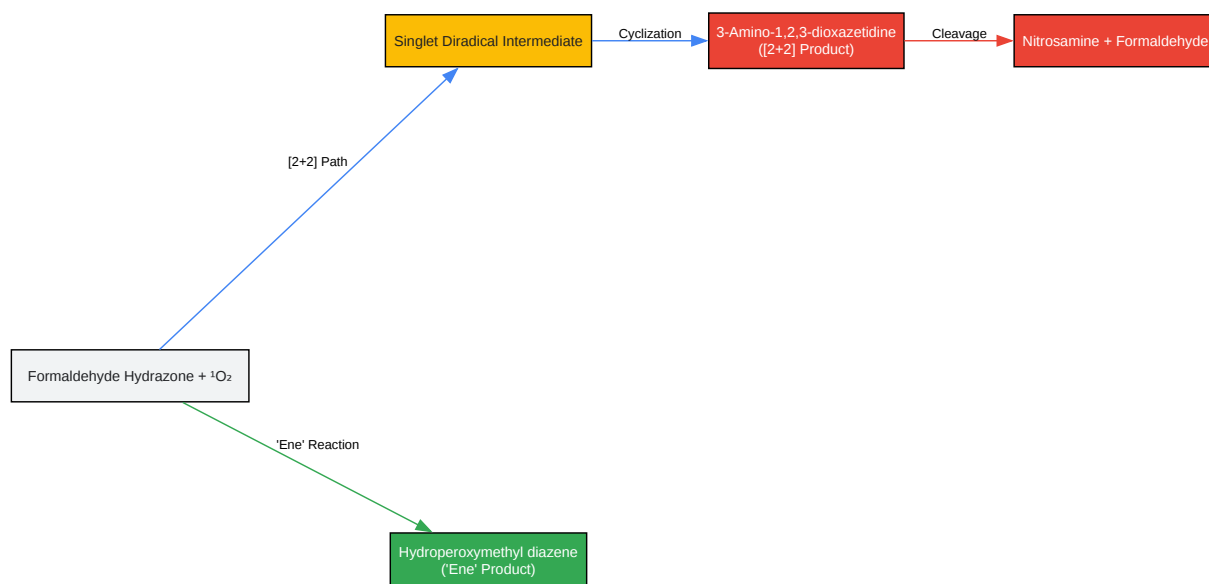 Singlet Diradical Intermediate
Cyclization
3-Amino-1,2,3-dioxazetidine
([2+2] Product)
Cleavage
Nitrosamine + Formaldehyde
[2+2] Path
Formaldehyde Hydrazone + ¹O₂
'Ene' Reaction
Hydroperoxymethyl diazene
('Ene' Product)